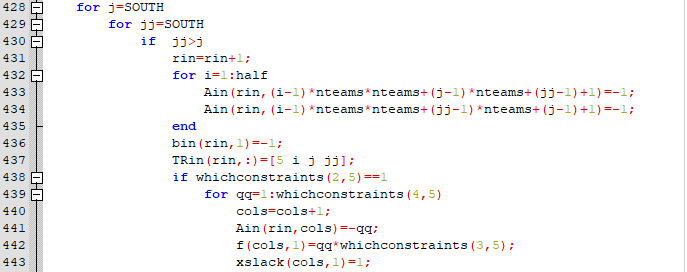 428 for j=SOUTH
429 for jj=SOUTH
430 if jj>j
431 rin=rin+1;
432 for i=1:half
433 Ain(rin,(i-1)*nteams*nteams+(j-1)*nteams+(jj-1)+1)=-1;
434 Ain(rin,(i-1)*nteams*nteams+(jj-1)*nteams+(j-1)+1)=-1;
435 end
436 bin(rin,1)=-1;
437 TRin(rin,:)=[5 i j jj];
438 if whichconstraints(2,5)==1
439 for qq=1:whichconstraints(4,5)
440 cols=cols+1;
441 Ain(rin,cols)=-qq;
442 f(cols,1)=qq*whichconstraints(3,5);
443 xslack(cols,1)=1;